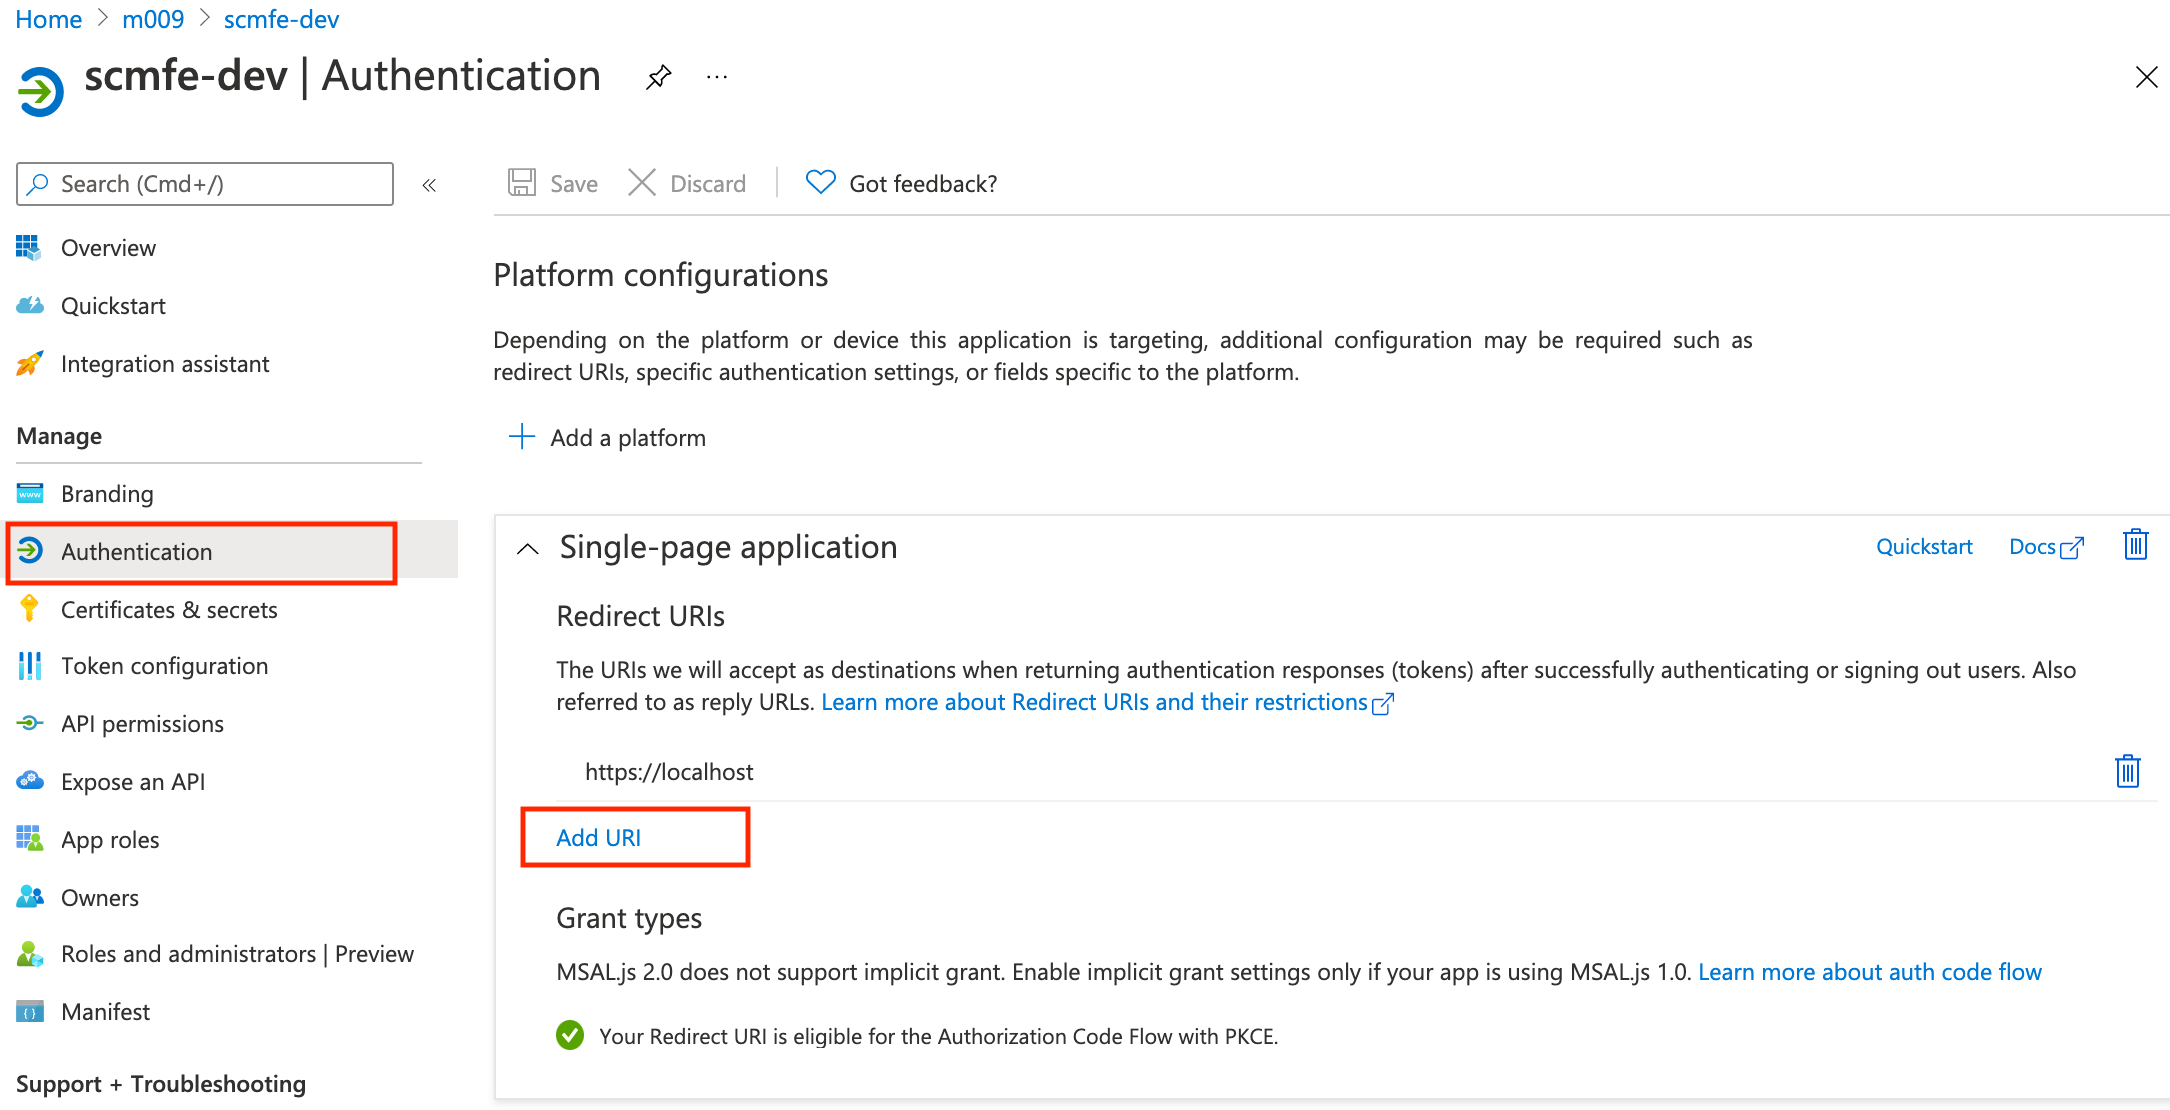 Home > m009 > scmfe-dev
scmfe-dev | Authentication ...
Search (Cmd+/) «
Save Discard Got feedback?
Overview
Quickstart
Integration assistant
Manage
Branding
Authentication
Certificates & secrets
Token configuration
API permissions
Expose an API
App roles
Owners
Roles and administrators | Preview
Manifest
Support + Troubleshooting
Platform configurations
Depending on the platform or device this application is targeting, additional configuration may be required such as
redirect URIs, specific authentication settings, or fields specific to the platform.
Add a platform
Single-page application Quickstart Docs
Redirect URIs
The URIs we will accept as destinations when returning authentication responses (tokens) after successfully authenticating or signing out users. Also
referred to as reply URLs. Learn more about Redirect URIs and their restrictions
https://localhost
Add URI
Grant types
MSAL.js 2.0 does not support implicit grant. Enable implicit grant settings only if your app is using MSAL.js 1.0. Learn more about auth code flow
Your Redirect URI is eligible for the Authorization Code Flow with PKCE.